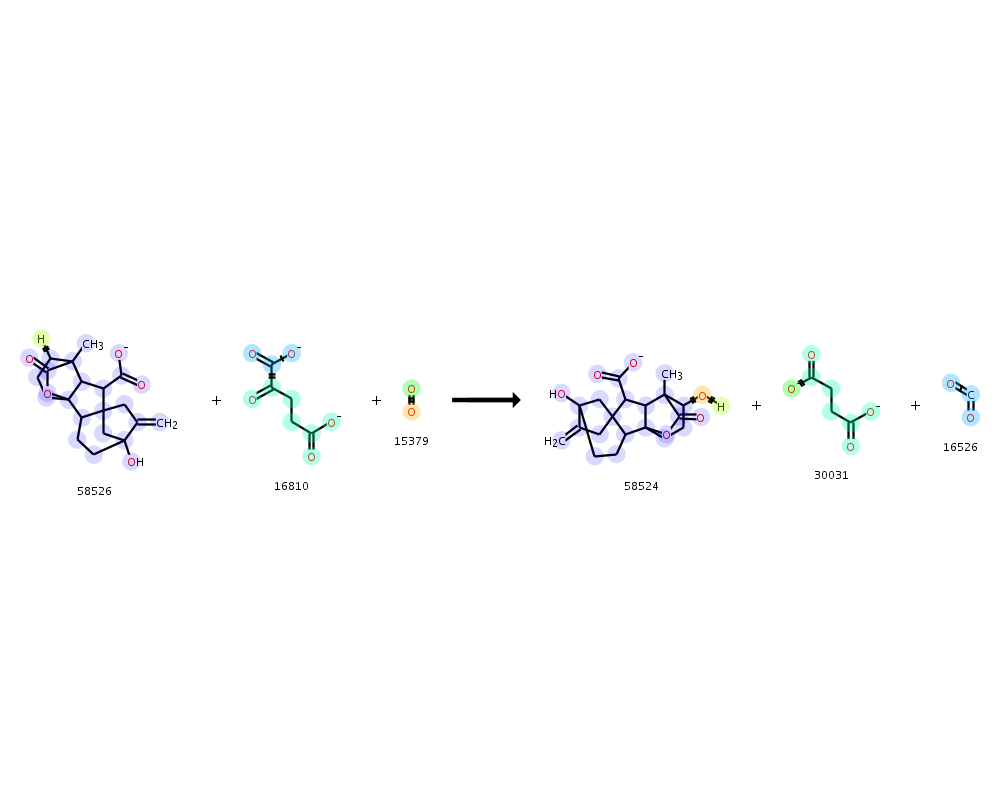 H O CH₃ O⁻ O O CH₂ OH
58526
+
O O⁻ O O⁻ O
16810
+
O O
15379
O⁻ O CH₃ HO O H O O H₂C
58524
+
O O O⁻ O
30031
+
O C O
16526